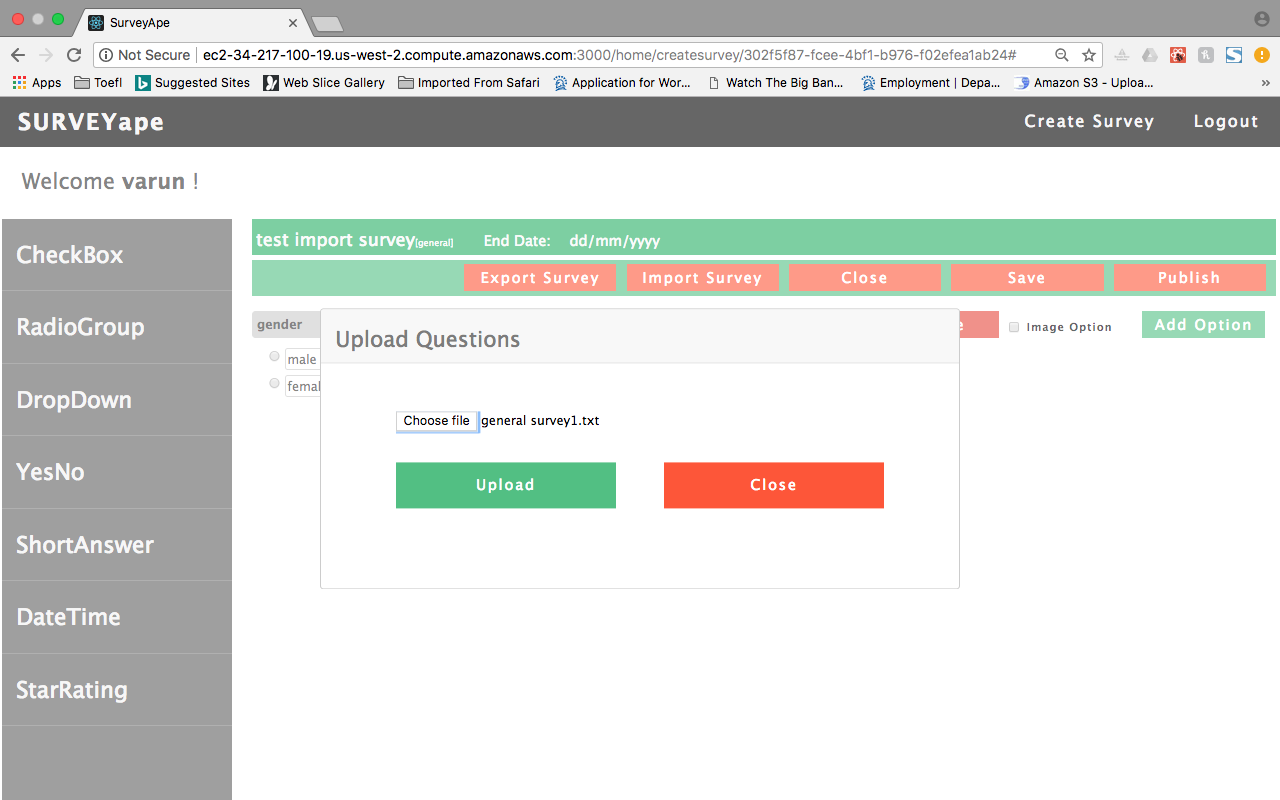 SurveyApe
Not Secure ec2-34-217-100-19.us-west-2.compute.amazonaws.com:3000/home/createsurvey/302f5f87-fcee-4bf1-b976-f02efea1ab24#
Apps Toefl Suggested Sites Web Slice Gallery Imported From Safari Application for Wor... Watch The Big Ban... Employment | Depa... Amazon S3 - Uploa... »
SURVEYape Create Survey Logout
Welcome varun !
CheckBox
RadioGroup
DropDown
YesNo
ShortAnswer
DateTime
StarRating
test import survey[general] End Date: dd/mm/yyyy
Export Survey Import Survey Close Save Publish
gender Image Option Add Option
male
femal
Upload Questions
Choose file general survey1.txt
Upload Close